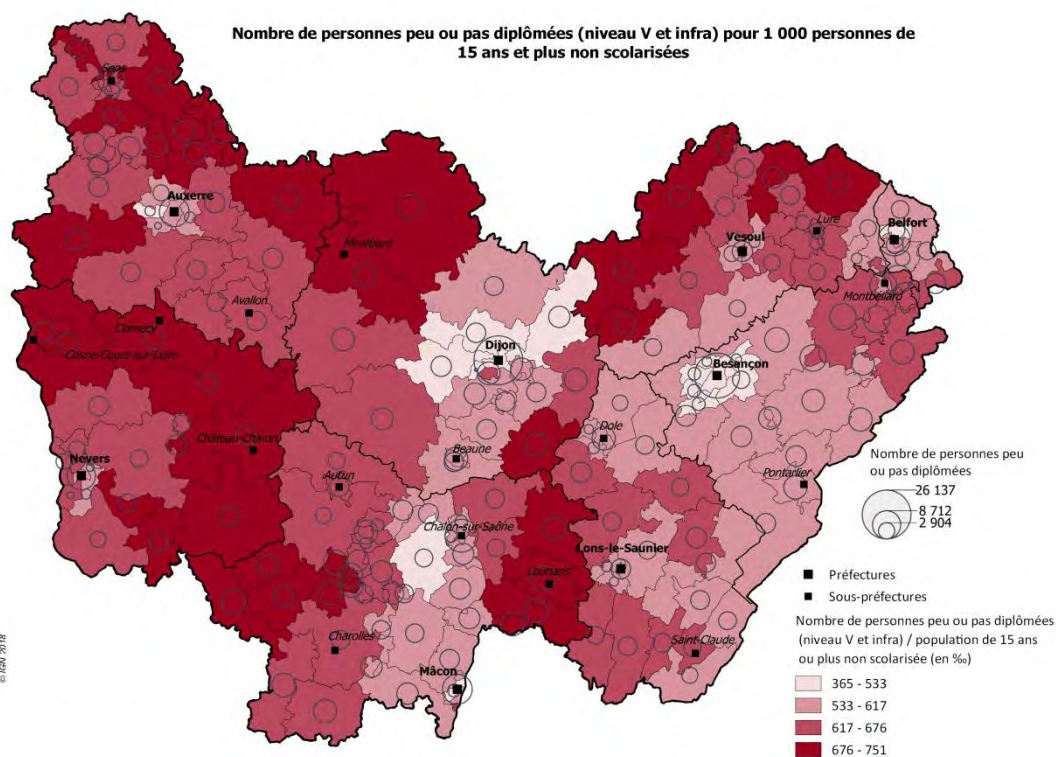 Nombre de personnes peu ou pas diplômées (niveau V et infra) pour 1 000 personnes de
15 ans et plus non scolarisées
Sens
Auxerre
Montbard
Avallon
Clamecy
Cosne-Cours-sur-Loire
Château-Chinon
Nevers
Autun
Dijon
Beaune
Vesoul
Lure
Belfort
Montbéliard
Besançon
Dole
Pontarlier
Chalon-sur-Saône
Lons-le-Saunier
Louhans
Charolles
Saint-Claude
Mâcon
Nombre de personnes peu
ou pas diplômées
26 137
8 712
2 904
Préfectures
Sous-préfectures
Nombre de personnes peu ou pas diplômées
(niveau V et infra) / population de 15 ans
ou plus non scolarisée (en ‰)
365 - 533
533 - 617
617 - 676
676 - 751
© IGN 2018